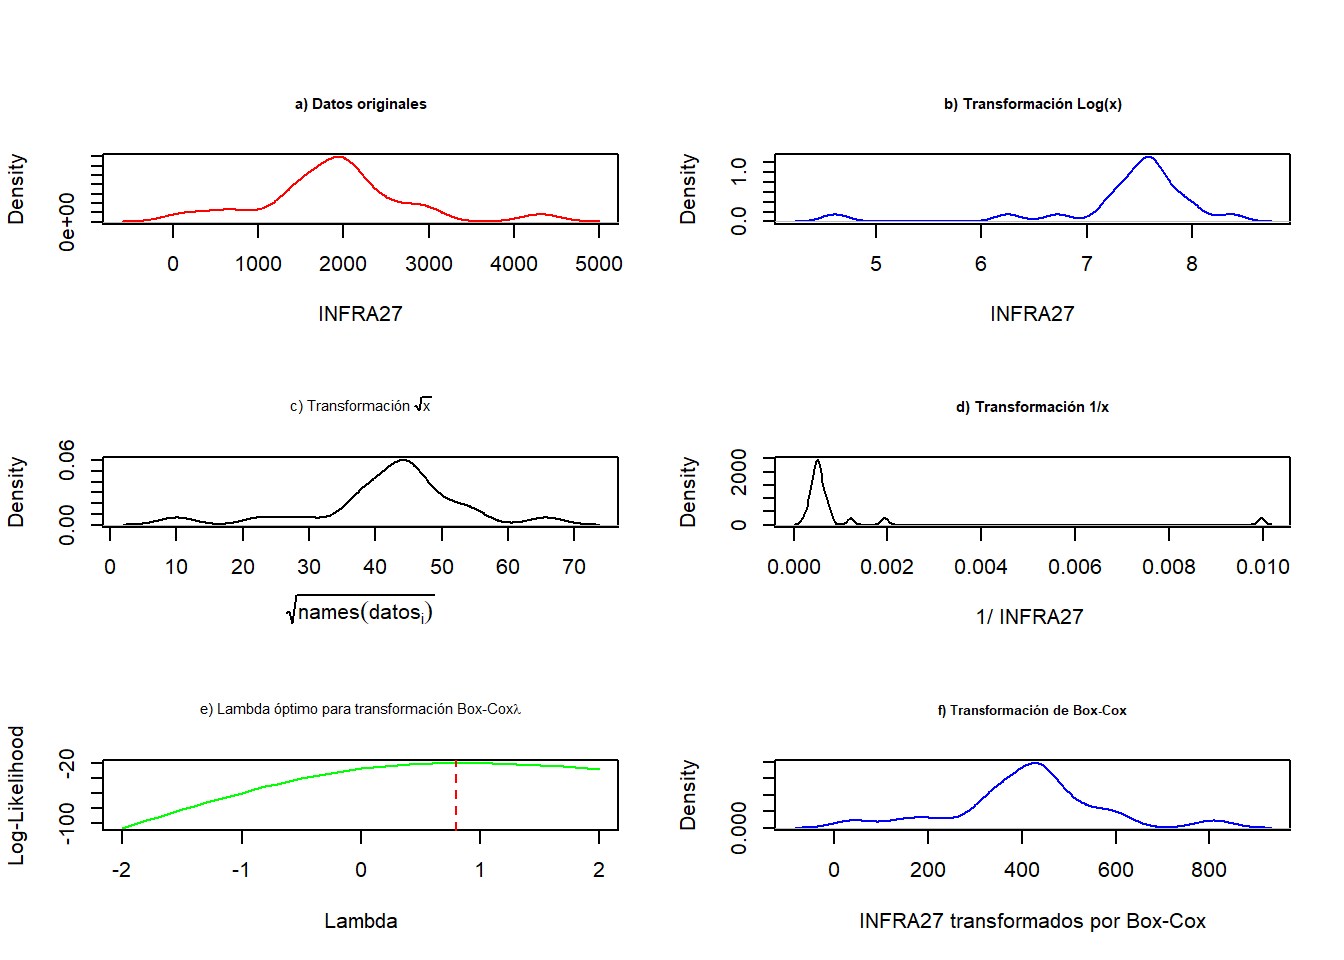 a) Datos originales
Density
0e+00
0 1000 2000 3000 4000 5000
INFRA27
b) Transformación Log(x)
Density
0.0 1.0
5 6 7 8
INFRA27
c) Transformación √x
Density
0.00 0.06
0 10 20 30 40 50 60 70
√names(datosᵢ)
d) Transformación 1/x
Density
0 2000
0.000 0.002 0.004 0.006 0.008 0.010
1/ INFRA27
e) Lambda óptimo para transformación Box-Coxλ
Log-Likelihood
-100 -20
-2 -1 0 1 2
Lambda
f) Transformación de Box-Cox
Density
0.000
0 200 400 600 800
INFRA27 transformados por Box-Cox